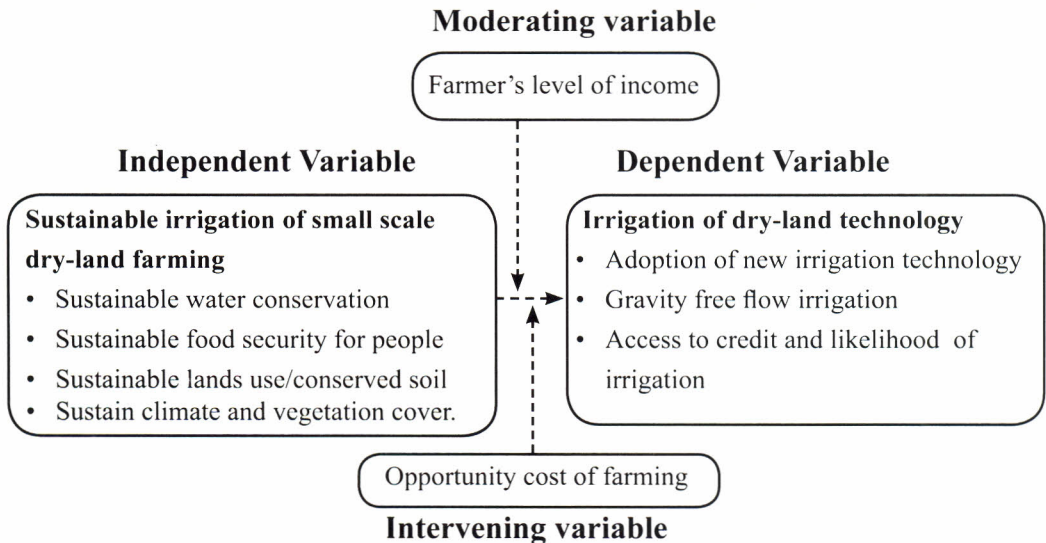 Moderating variable
Farmer's level of income
Independent Variable
Sustainable irrigation of small scale
dry-land farming
• Sustainable water conservation
• Sustainable food security for people
• Sustainable lands use/conserved soil
• Sustain climate and vegetation cover.
Dependent Variable
Irrigation of dry-land technology
• Adoption of new irrigation technology
• Gravity free flow irrigation
• Access to credit and likelihood of
irrigation
Opportunity cost of farming
Intervening variable